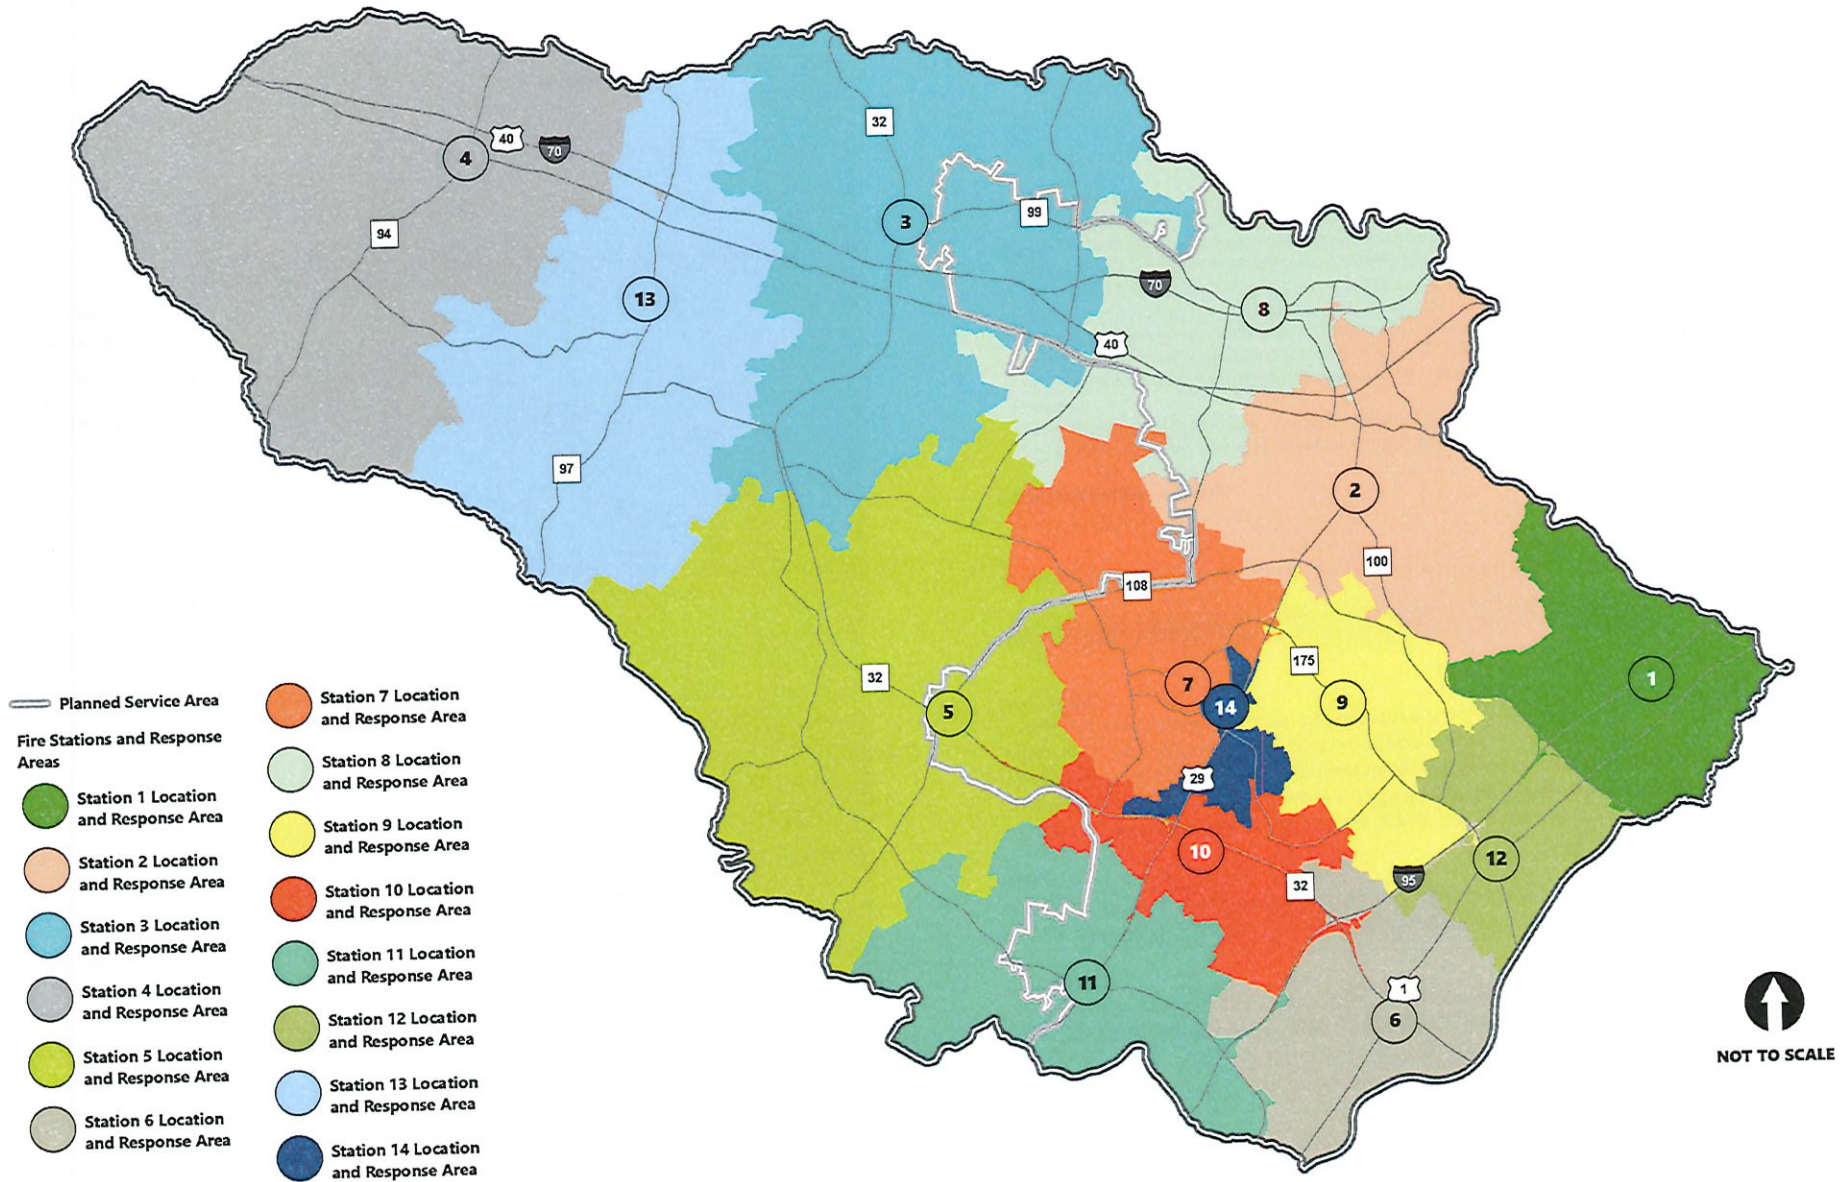 40
70
4
94
13
97
32
3
99
70
8
40
2
100
108
32
5
7
14
175
9
1
29
10
32
95
12
11
1
6
Planned Service Area
Fire Stations and Response
Areas
Station 1 Location
and Response Area
Station 2 Location
and Response Area
Station 3 Location
and Response Area
Station 4 Location
and Response Area
Station 5 Location
and Response Area
Station 6 Location
and Response Area
Station 7 Location
and Response Area
Station 8 Location
and Response Area
Station 9 Location
and Response Area
Station 10 Location
and Response Area
Station 11 Location
and Response Area
Station 12 Location
and Response Area
Station 13 Location
and Response Area
Station 14 Location
and Response Area
NOT TO SCALE